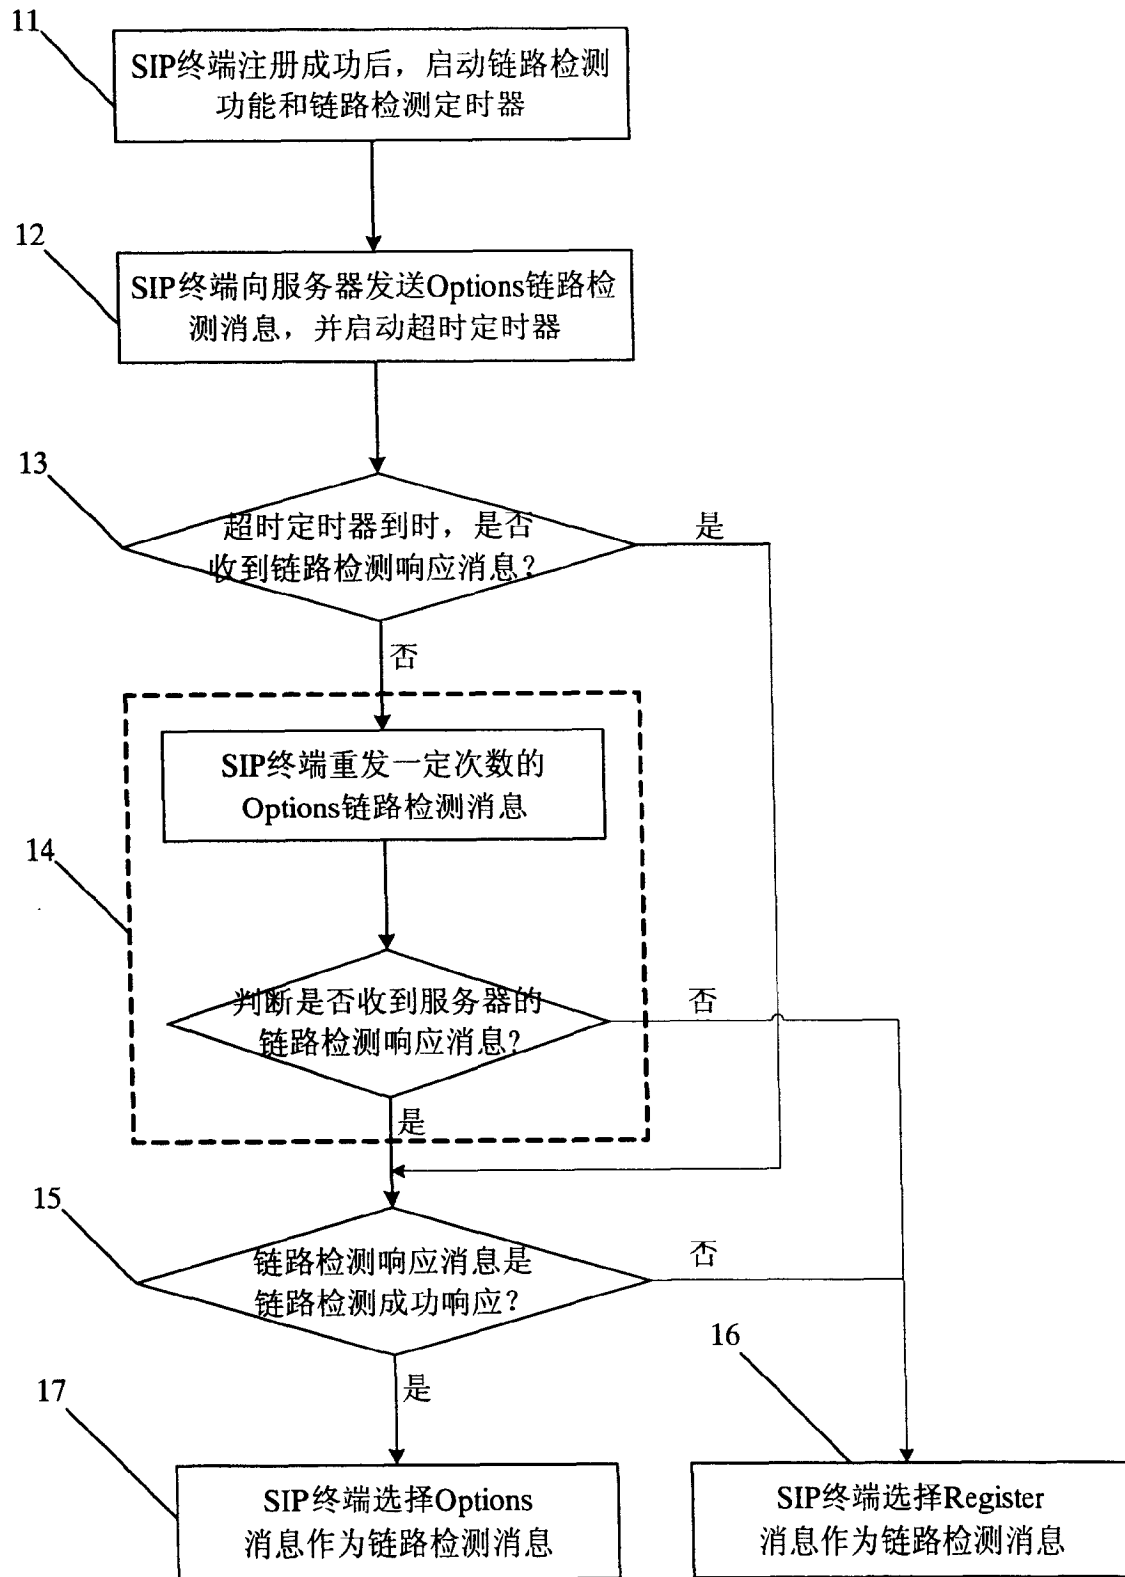 11
SIP终端注册成功后，启动链路检测
功能和链路检测定时器
12
SIP终端向服务器发送Options链路检
测消息，并启动超时定时器
13
超时定时器到时，是否
收到链路检测响应消息？
是
否
SIP终端重发一定次数的
Options链路检测消息
14
判断是否收到服务器的
链路检测响应消息？
否
是
15
链路检测响应消息是
链路检测成功响应？
否
16
是
17
SIP终端选择Options
消息作为链路检测消息
SIP终端选择Register
消息作为链路检测消息